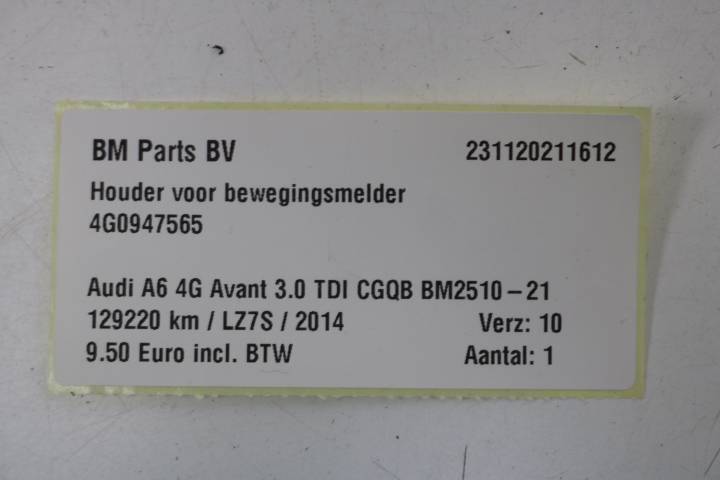 BM Parts BV 231120211612
Houder voor bewegingsmelder
4G0947565
Audi A6 4G Avant 3.0 TDI CGQB BM2510-21
129220 km / LZ7S / 2014 Verz: 10
9.50 Euro incl. BTW Aantal: 1